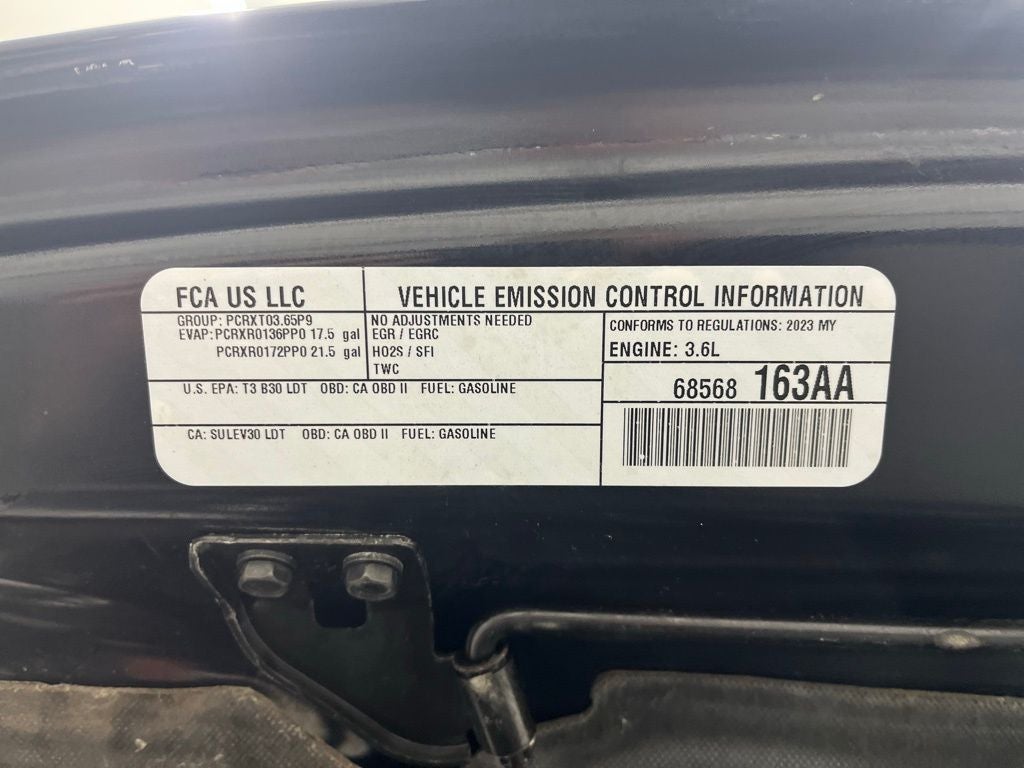 FCA US LLC
VEHICLE EMISSION CONTROL INFORMATION
GROUP: PCRXT03.65P9
EVAP: PCRXR0136PP0 17.5 gal
PCRXR0172PP0 21.5 gal
NO ADJUSTMENTS NEEDED
EGR / EGRC
HO2S / SFI
TWC
CONFORMS TO REGULATIONS: 2023 MY
ENGINE: 3.6L
U.S. EPA: T3 B30 LDT OBD: CA OBD II FUEL: GASOLINE
68568 163AA
CA: SULEV30 LDT OBD: CA OBD II FUEL: GASOLINE